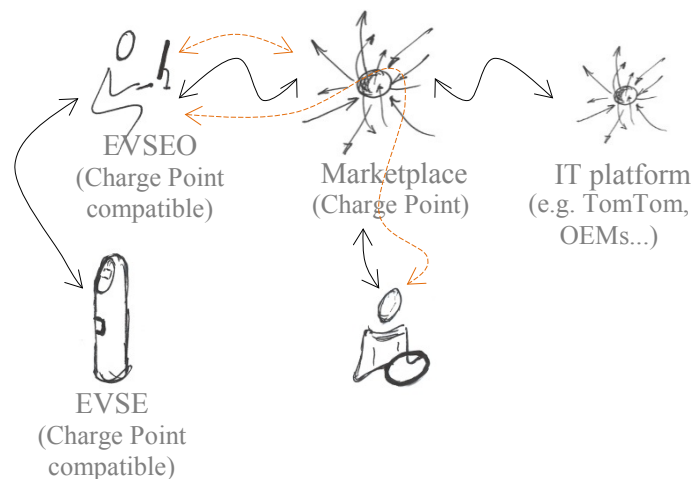 EVSEO
(Charge Point
compatible)
Marketplace
(Charge Point)
IT platform
(e.g. TomTom,
OEMs...)
EVSE
(Charge Point
compatible)